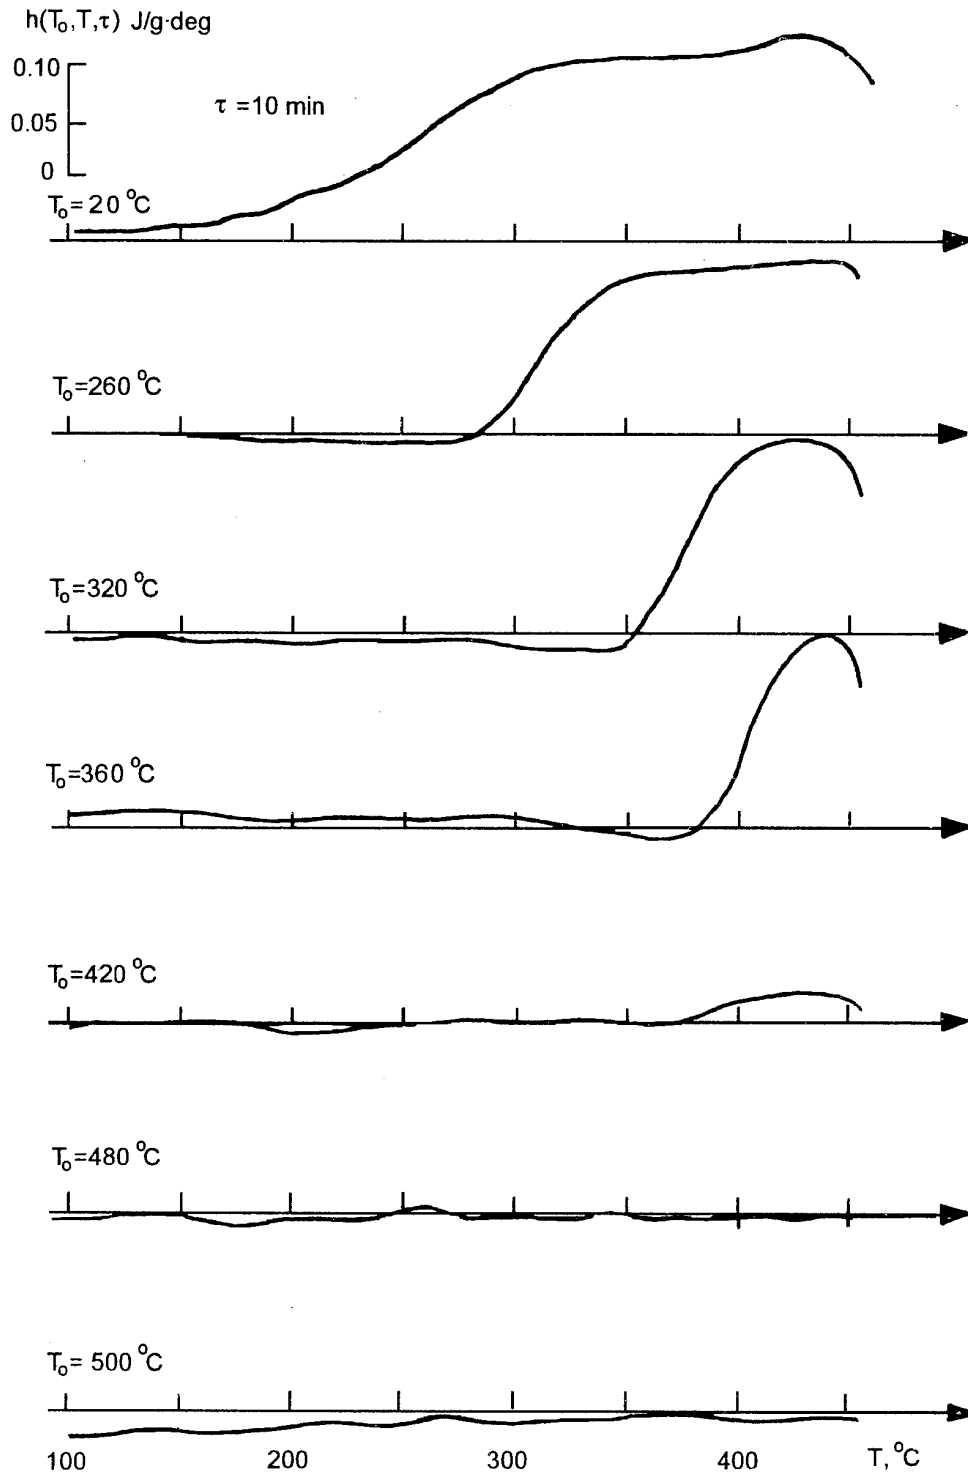 h(T₀,T,τ) J/g·deg
0.10
τ =10 min
0.05
0
T₀= 20 °C
T₀=260 °C
T₀=320 °C
T₀=360 °C
T₀=420 °C
T₀=480 °C
T₀= 500 °C
100 200 300 400 T, °C